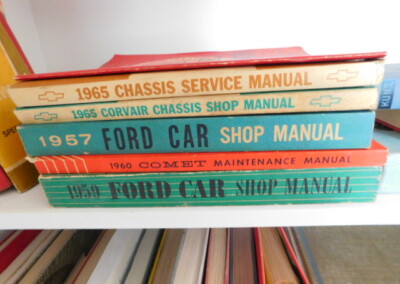 1965 CHASSIS SERVICE MANUAL
1965 CORVAIR CHASSIS SHOP MANUAL
1957 FORD CAR SHOP MANUAL
1960 COMET MAINTENANCE MANUAL
1959 FORD CAR SHOP MANUAL
KUNZ